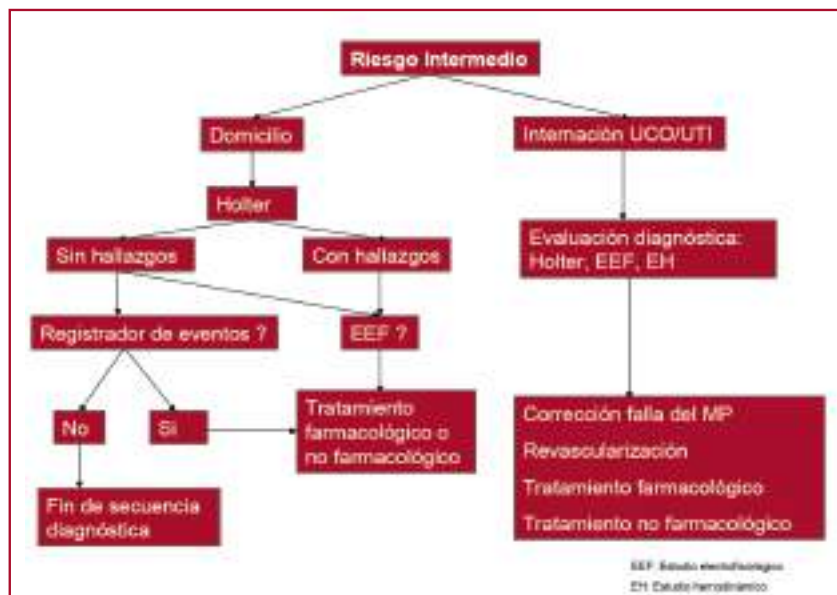 Riesgo Intermedio
Domicilio
Internación UCO/UTI
Holter
Evaluación diagnóstica:
Holter, EEF, EH
Sin hallazgos
Con hallazgos
Registrador de eventos ?
EEF ?
No
Si
Tratamiento
farmacológico o
no farmacológico
Corrección falla del MP
Revascularización
Tratamiento farmacológico
Tratamiento no farmacológico
Fin de secuencia
diagnóstica
EEF: Estudio electrofisiológico
EH: Estudio hemodinámico